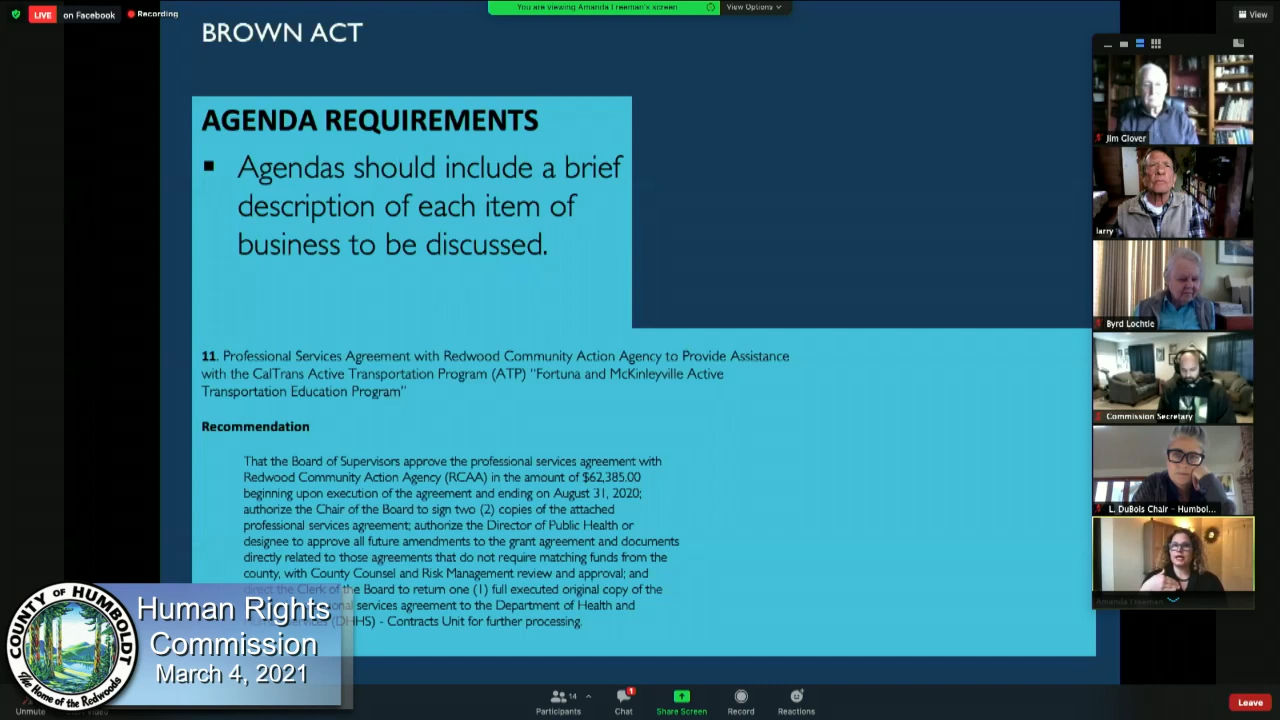 LIVE on Facebook Recording
You are viewing Amanda Freeman's screen View Options
View
BROWN ACT
AGENDA REQUIREMENTS
▪ Agendas should include a brief
description of each item of
business to be discussed.
11. Professional Services Agreement with Redwood Community Action Agency to Provide Assistance
with the CalTrans Active Transportation Program (ATP) "Fortuna and McKinleyville Active
Transportation Education Program"
Recommendation
That the Board of Supervisors approve the professional services agreement with
Redwood Community Action Agency (RCAA) in the amount of $62,385.00
beginning upon execution of the agreement and ending on August 31, 2020;
authorize the Chair of the Board to sign two (2) copies of the attached
professional services agreement; authorize the Director of Public Health or
designee to approve all future amendments to the grant agreement and documents
directly related to those agreements that do not require matching funds from the
county, with County Counsel and Risk Management review and approval; and
direct the Clerk of the Board to return one (1) full executed original copy of the
services agreement to the Department of Health and
(DHHS) - Contracts Unit for further processing.
Jim Glover
larry
Byrd Lochtie
Commission Secretary
L. DuBois Chair - Humbol...
Amanda Freeman
COUNTY OF HUMBOLDT
The Home of the Redwoods
Human Rights
Commission
March 4, 2021
Unmute Video
14
1
Participants Chat Share Screen Record Reactions
Leave